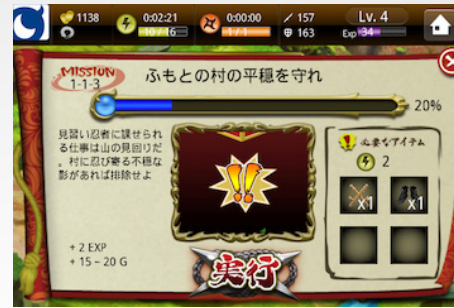 1138
0:02:21
10/16
0:00:00
1/1
157
163
Lv. 4
Exp 34
MISSION
1-1-3
ふもとの村の平穏を守れ
20%
見習い忍者に課せられ
る仕事は山の見回りだ
。村に忍び寄る不穏な
影があれば排除せよ
!!
必要なアイテム
2
x1
x1
+ 2 EXP
+ 15 – 20 G
実行